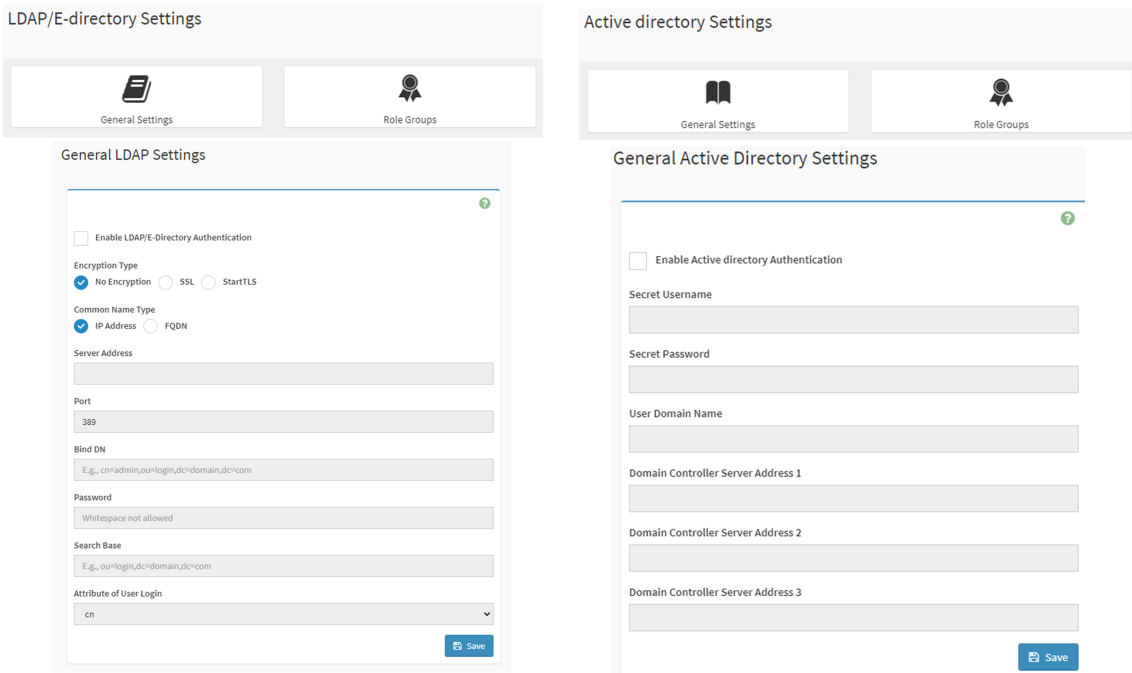 LDAP/E-directory Settings
General Settings
Role Groups
General LDAP Settings
Enable LDAP/E-Directory Authentication
Encryption Type
No Encryption SSL StartTLS
Common Name Type
IP Address FQDN
Server Address
Port
389
Bind DN
E.g., cn=admin,ou=login,dc=domain,dc=com
Password
Whitespace not allowed
Search Base
E.g., ou=login,dc=domain,dc=com
Attribute of User Login
cn
Save
Active directory Settings
General Settings
Role Groups
General Active Directory Settings
?
Enable Active directory Authentication
Secret Username
Secret Password
User Domain Name
Domain Controller Server Address 1
Domain Controller Server Address 2
Domain Controller Server Address 3
Save